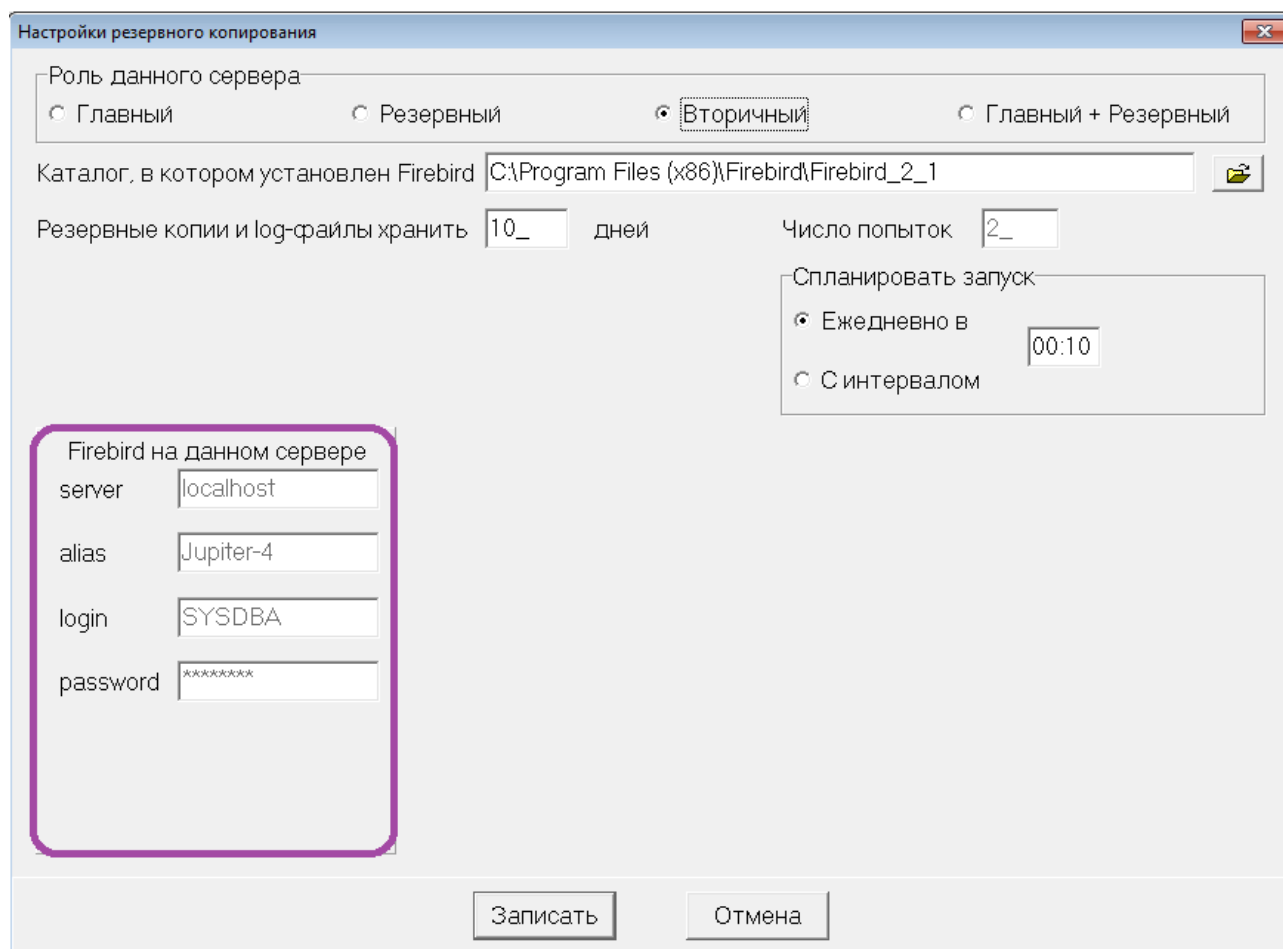 Настройки резервного копирования
Роль данного сервера
Главный Резервный Вторичный Главный + Резервный
Каталог, в котором установлен Firebird C:\Program Files (x86)\Firebird\Firebird_2_1
Резервные копии и log-файлы хранить 10_ дней Число попыток 2_
Спланировать запуск
Ежедневно в 00:10
С интервалом
Firebird на данном сервере
server localhost
alias Jupiter-4
login SYSDBA
password ********
Записать Отмена